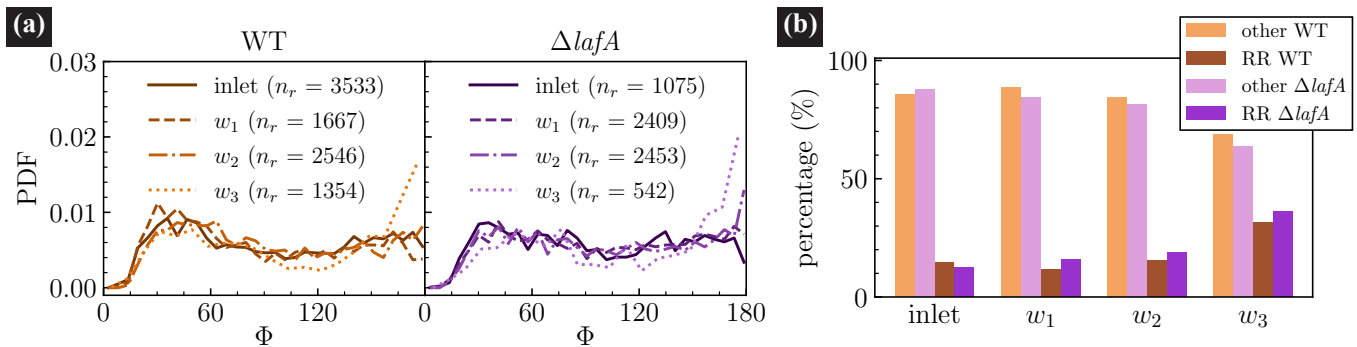 (a)
WT
ΔlafA
PDF
0.03
0.02
0.01
0.00
inlet (n_r = 3533)
w_1 (n_r = 1667)
w_2 (n_r = 2546)
w_3 (n_r = 1354)
inlet (n_r = 1075)
w_1 (n_r = 2409)
w_2 (n_r = 2453)
w_3 (n_r = 542)
0 60 120 0 60 120 180
Φ Φ
(b)
other WT
RR WT
other ΔlafA
RR ΔlafA
percentage (%)
100
50
0
inlet w_1 w_2 w_3